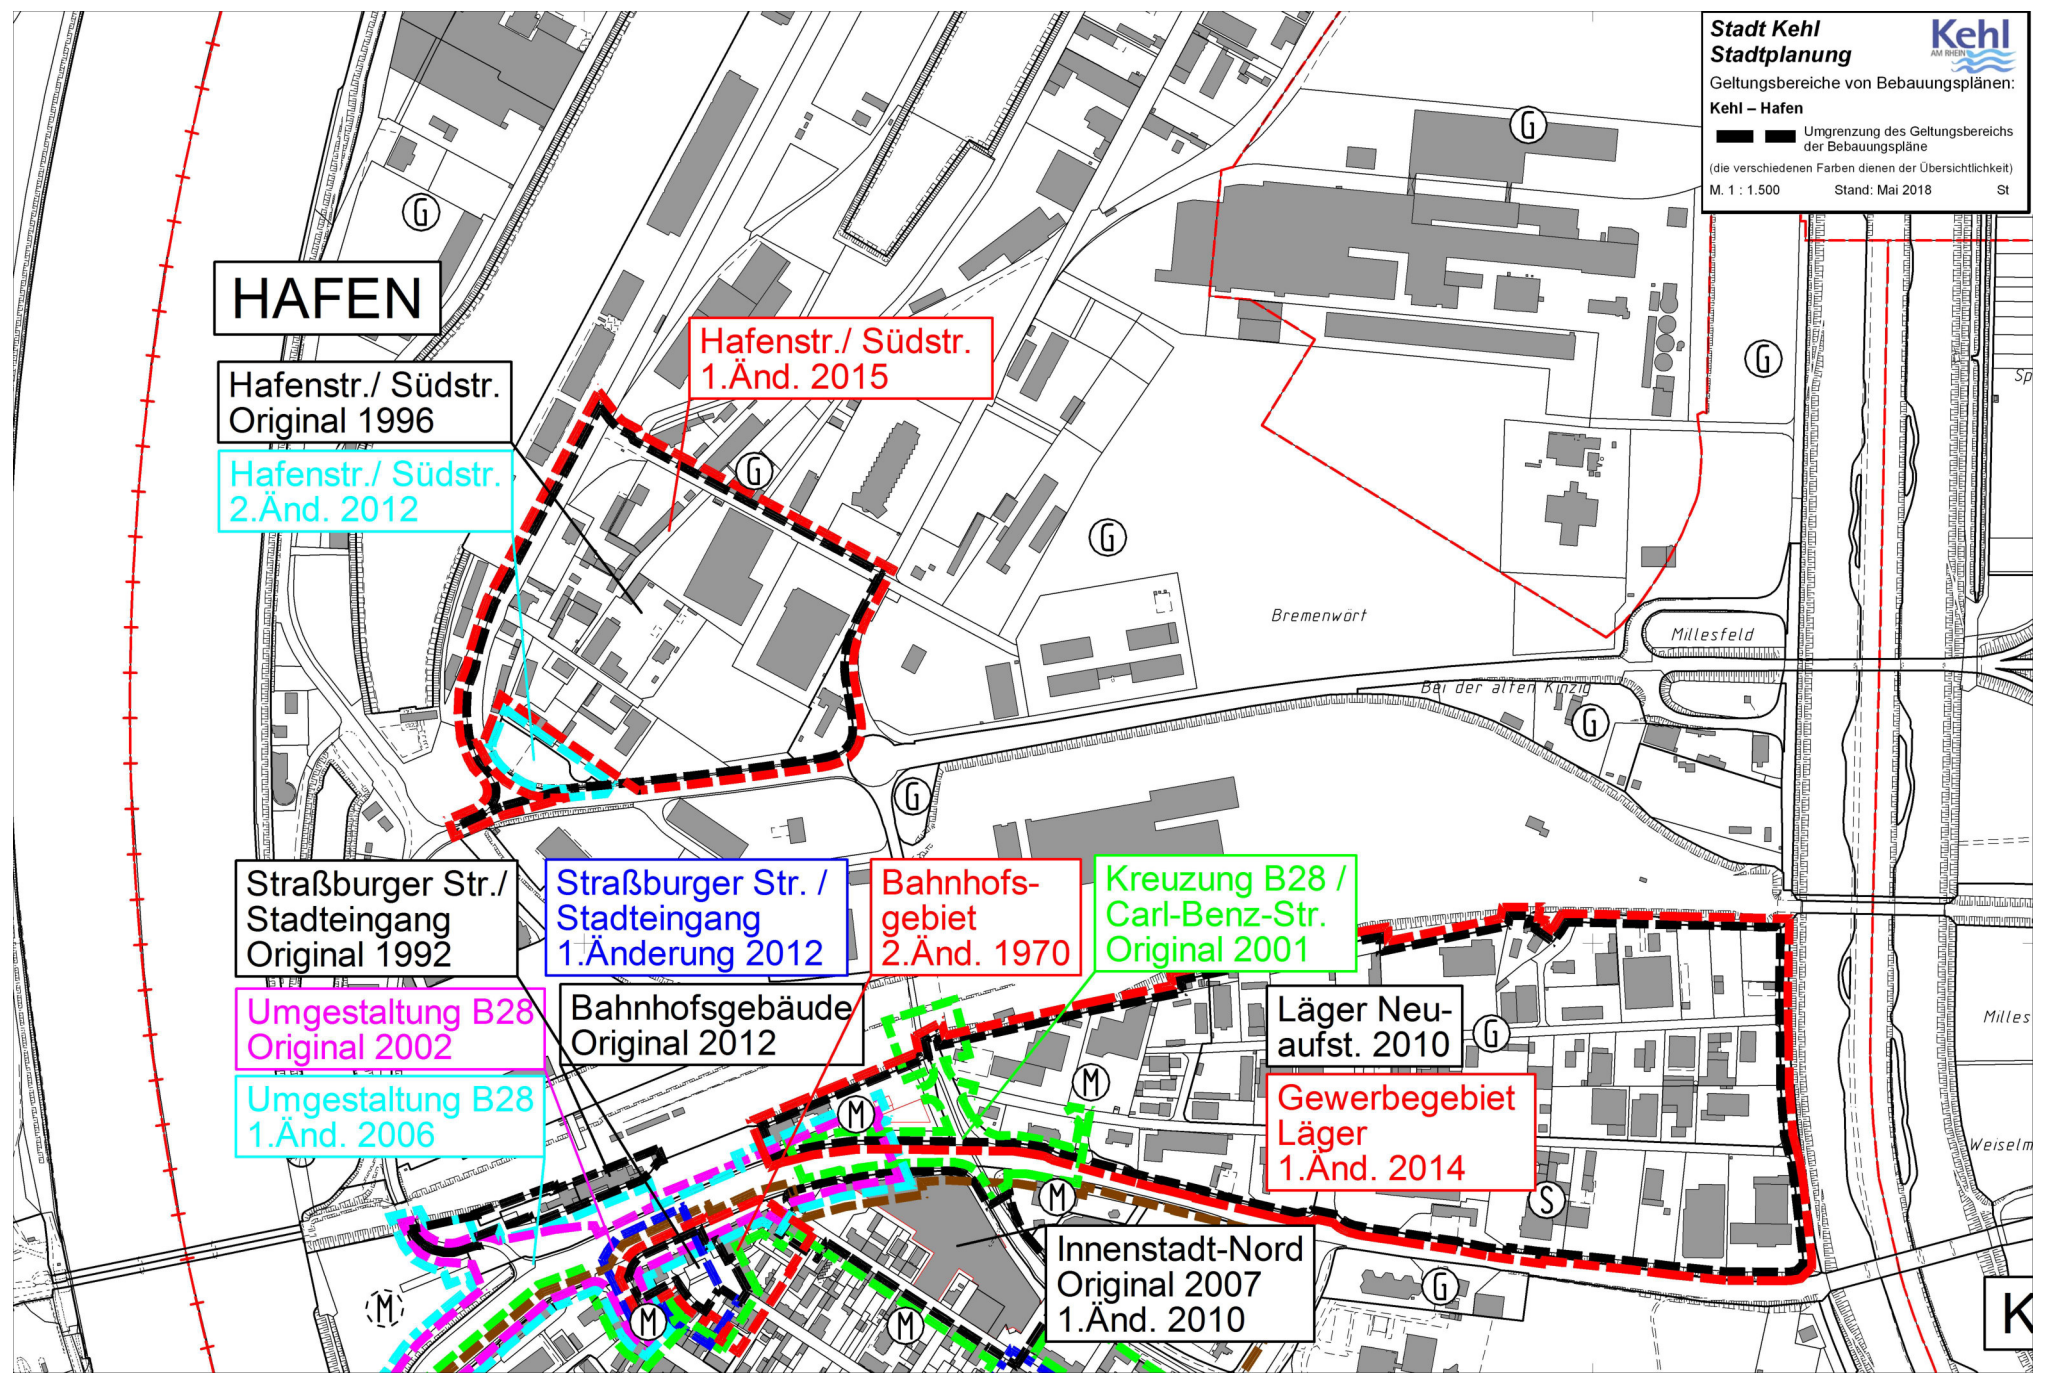 Stadt Kehl
Stadtplanung
Kehl
AM RHEIN
Geltungsbereiche von Bebauungsplänen:
Kehl – Hafen
Umgrenzung des Geltungsbereichs
der Bebauungspläne
(die verschiedenen Farben dienen der Übersichtlichkeit)
M. 1 : 1.500 Stand: Mai 2018 St
G
G
HAFEN
Hafenstr./ Südstr.
1.Änd. 2015
G
Sp
Hafenstr./ Südstr.
Original 1996
Hafenstr./ Südstr.
2.Änd. 2012
G
G
Bremenwört
Millesfeld
Bei der alten Kinzig
G
G
Straßburger Str./
Stadteingang
Original 1992
Straßburger Str. /
Stadteingang
1.Änderung 2012
Bahnhofs-
gebiet
2.Änd. 1970
Kreuzung B28 /
Carl-Benz-Str.
Original 2001
Umgestaltung B28
Original 2002
Bahnhofsgebäude
Original 2012
Läger Neu-
aufst. 2010
G
Milles
Umgestaltung B28
1.Änd. 2006
M
M
Gewerbegebiet
Läger
1.Änd. 2014
Weiselm
M
S
Innenstadt-Nord
Original 2007
1.Änd. 2010
G
M
M
M
K